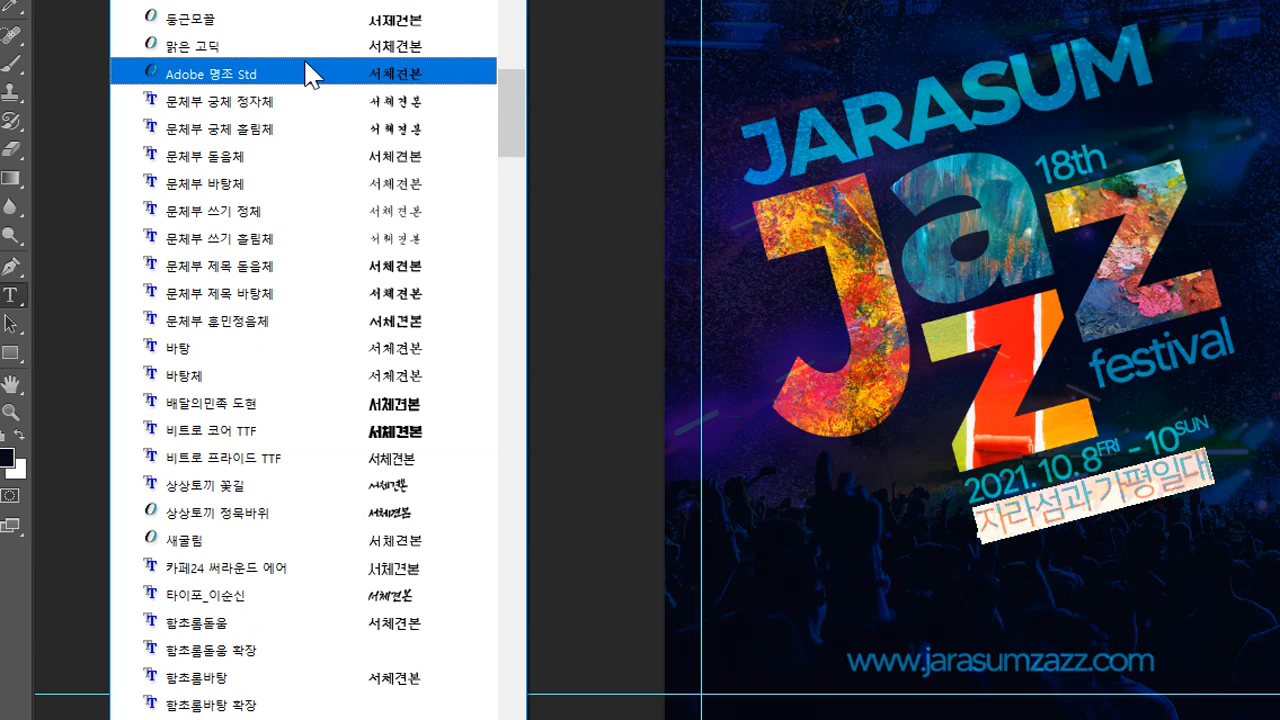 둥근모꼴 서체견본
맑은 고딕 서체견본
Adobe 명조 Std 서체견본
문체부 궁체 정자체 서체견본
문체부 궁체 흘림체 서체견본
문체부 돋음체 서체견본
문체부 바탕체 서체견본
문체부 쓰기 정체 서체견본
문체부 쓰기 흘림체 서체견본
문체부 제목 돋음체 서체견본
문체부 제목 바탕체 서체견본
문체부 훈민정음체 서체견본
바탕 서체견본
바탕체 서체견본
배달의민족 도현 서체견본
비트로 코어 TTF 서체견본
비트로 프라이드 TTF 서체견본
상상토끼 꽃길 서체견본
상상토끼 정묵바위 서체견본
새굴림 서체견본
카페24 써라운드 에어 서체견본
타이포_이순신 서체견본
함초롬돋움 서체견본
함초롬돋움 확장
함초롬바탕 서체견본
함초롬바탕 확장
JARASUM
18th
Jazz
festival
2021. 10. 8FRI - 10SUN
자라섬과 가평일대
www.jarasumzazz.com